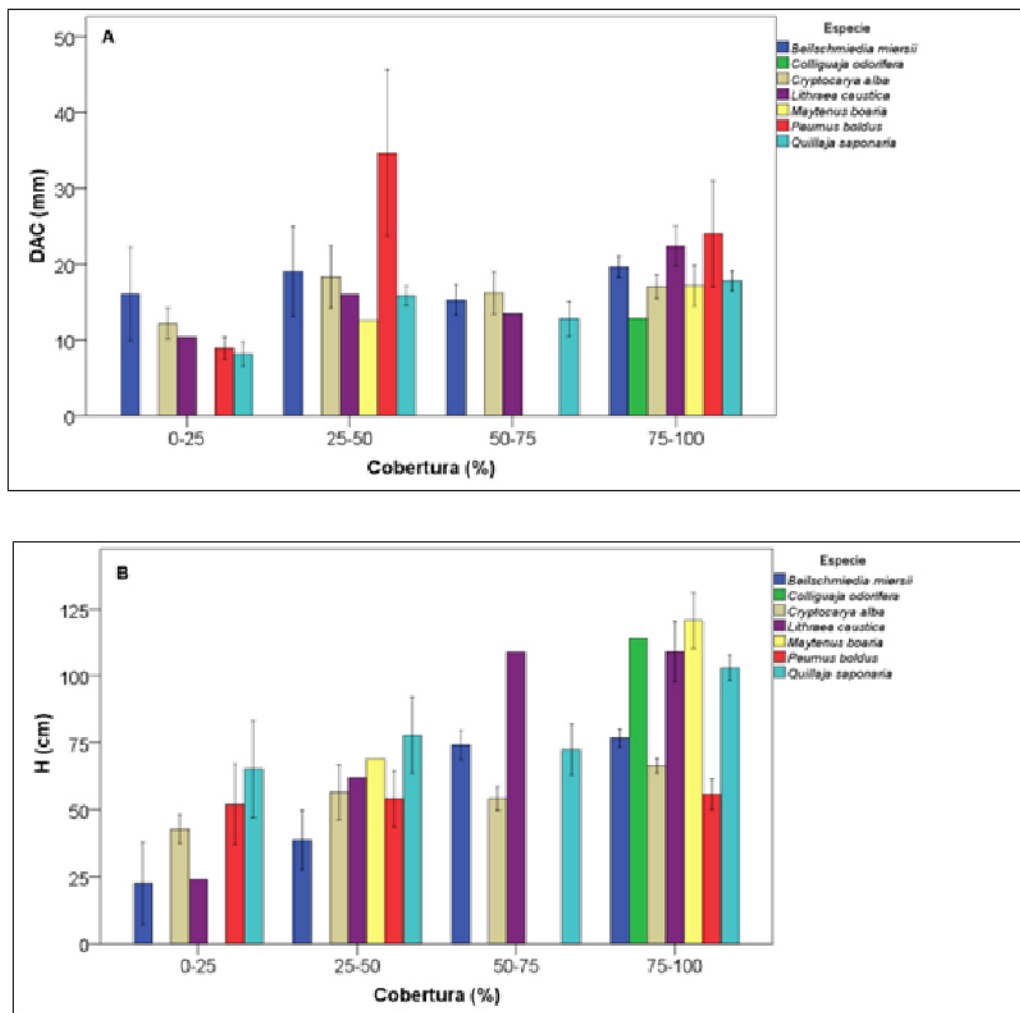 A
50
40
30
20
10
0
DAC (mm)
0-25
25-50
50-75
75-100
Cobertura (%)
Especie
Beilschmiedia miersii
Colliguaja odorifera
Cryptocarya alba
Lithraea caustica
Maytenus boaria
Peumus boldus
Quillaja saponaria
B
125
100
75
50
25
0
H (cm)
0-25
25-50
50-75
75-100
Cobertura (%)
Especie
Beilschmiedia miersii
Colliguaja odorifera
Cryptocarya alba
Lithraea caustica
Maytenus boaria
Peumus boldus
Quillaja saponaria